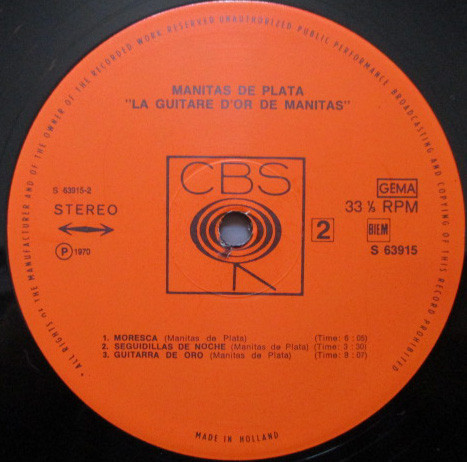 * ALL RIGHTS OF THE MANUFACTURER AND OF THE OWNER OF THE RECORDED WORK RESERVED UNAUTHORIZED PUBLIC PERFORMANCE BROADCASTING AND COPYING OF THIS RECORD PROHIBITED
MANITAS DE PLATA
"LA GUITARE D'OR DE MANITAS"
CBS
S 63915-2
STEREO
P 1970
GEMA
33 ⅓ RPM
2
BIEM
S 63915
1. MORESCA (Manitas de Plata) (Time: 6 : 05)
2. SEGUIDILLAS DE NOCHE (Manitas de Plata) (Time: 3 : 30)
3. GUITARRA DE ORO (Manitas de Plata) (Time: 9 : 07)
MADE IN HOLLAND